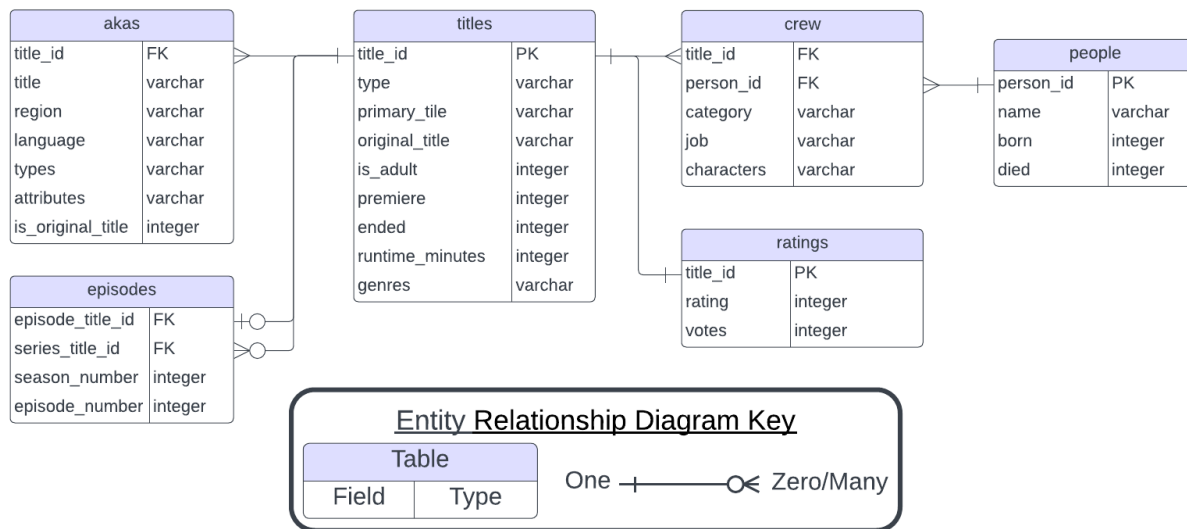 akas
title_id FK
title varchar
region varchar
language varchar
types varchar
attributes varchar
is_original_title integer
titles
title_id PK
type varchar
primary_tile varchar
original_title varchar
is_adult integer
premiere integer
ended integer
runtime_minutes integer
genres varchar
crew
title_id FK
person_id FK
category varchar
job varchar
characters varchar
people
person_id PK
name varchar
born integer
died integer
episodes
episode_title_id FK
series_title_id FK
season_number integer
episode_number integer
ratings
title_id PK
rating integer
votes integer
Entity Relationship Diagram Key
Table
Field Type
One Zero/Many